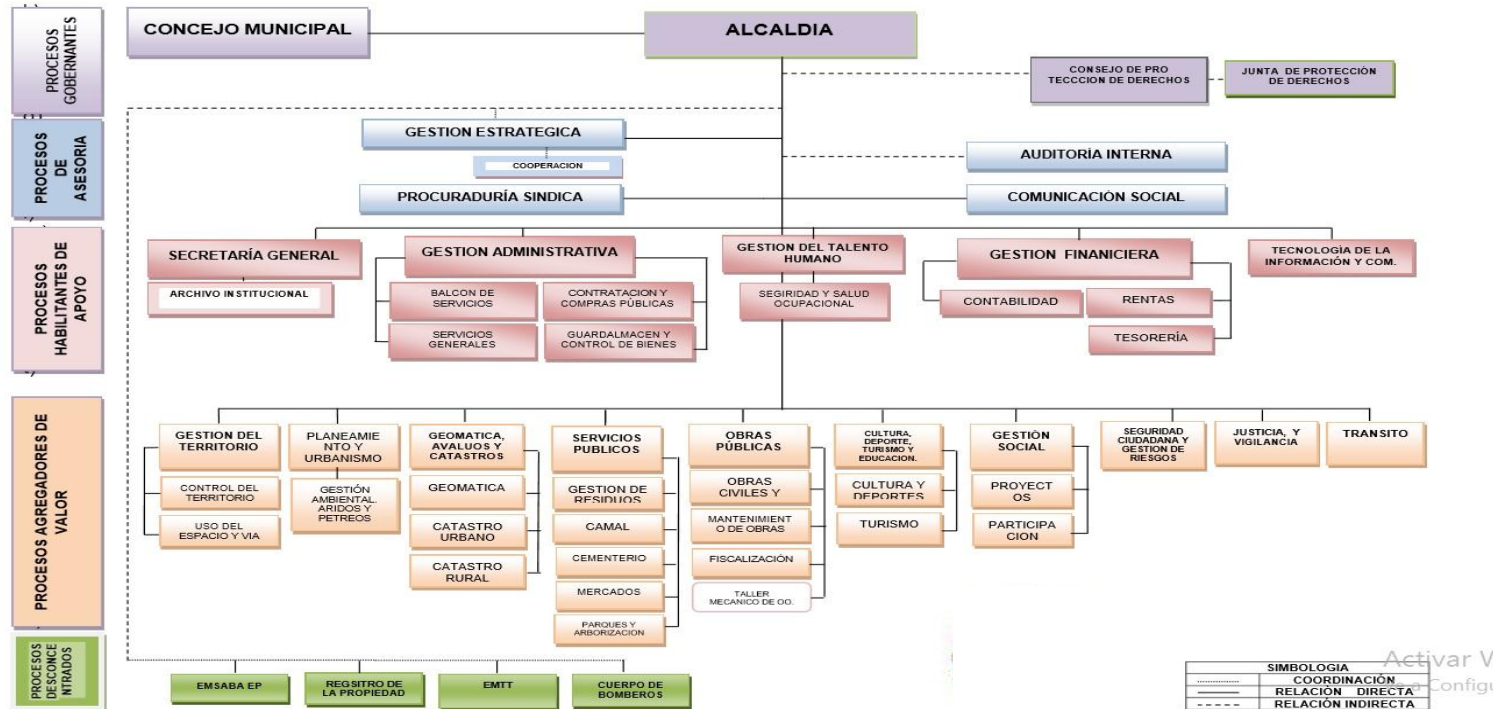 PROCESOS
GOBERNANTES
CONCEJO MUNICIPAL
ALCALDIA
CONSEJO DE PRO
TECCCION DE DERECHOS
JUNTA DE PROTECCIÓN
DE DERECHOS
PROCESOS
DE
ASESORIA
GESTION ESTRATEGICA
COOPERACION
AUDITORÍA INTERNA
PROCURADURÍA SINDICA
COMUNICACIÓN SOCIAL
PROCESOS
HABILITANTES DE
APOYO
SECRETARÍA GENERAL
ARCHIVO INSTITUCIONAL
GESTION ADMINISTRATIVA
BALCON DE
SERVICIOS
CONTRATACION Y
COMPRAS PÚBLICAS
SERVICIOS
GENERALES
GUARDALMACEN Y
CONTROL DE BIENES
GESTION DEL TALENTO
HUMANO
SEGIRIDAD Y SALUD
OCUPACIONAL
GESTION FINANICIERA
CONTABILIDAD
RENTAS
TESORERÍA
TECNOLOGÌA DE LA
INFORMACIÓN Y COM.
PROCESOS AGREGADORES DE
VALOR
GESTION DEL
TERRITORIO
CONTROL DEL
TERRITORIO
USO DEL
ESPACIO Y VIA
PLANEAMIE
NTO Y
URBANISMO
GESTIÓN
AMBIENTAL.
ARIDOS Y
PETREOS
GEOMATICA,
AVALUOS Y
CATASTROS
GEOMATICA
CATASTRO
URBANO
CATASTRO
RURAL
SERVICIOS
PUBLICOS
GESTION DE
RESIDUOS
CAMAL
CEMENTERIO
MERCADOS
PARQUES Y
ARBORIZACION
OBRAS
PÚBLICAS
OBRAS
CIVILES Y
MANTENIMIENT
O DE OBRAS
FISCALIZACIÓN
TALLER
MECANICO DE OO.
CULTURA,
DEPORTE,
TURISMO Y
EDUCACION.
CULTURA Y
DEPORTES
TURISMO
GESTIÒN
SOCIAL
PROYECT
OS
PARTICIPA
CION
SEGURIDAD
CIUDADANA Y
GESTION DE
RIESGOS
JUSTICIA, Y
VIGILANCIA
TRANSITO
PROCESOS
DESCONCE
NTRADOS
EMSABA EP
REGSITRO DE
LA PROPIEDAD
EMTT
CUERPO DE
BOMBEROS
SIMBOLOGIA
COORDINACIÓN
RELACIÓN DIRECTA
RELACIÓN INDIRECTA
Activar
a Configu